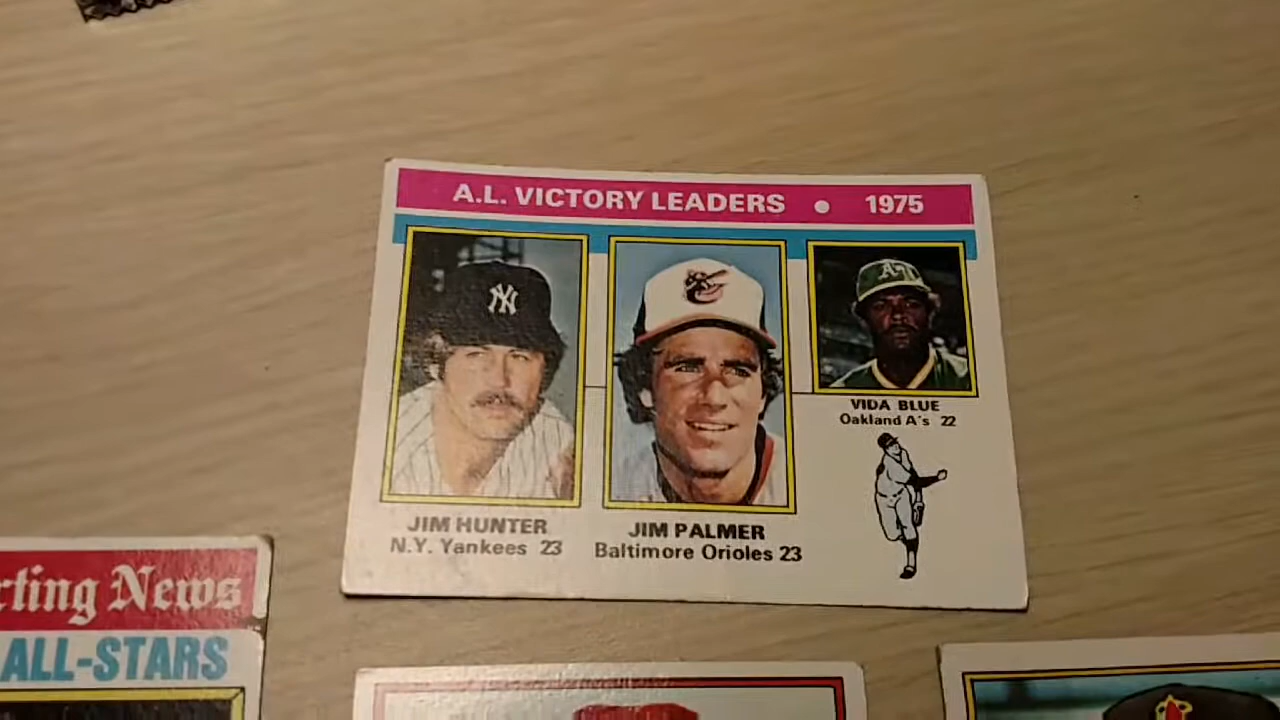 A.L. VICTORY LEADERS • 1975
NY
A's
VIDA BLUE
Oakland A's 22
JIM HUNTER
N.Y. Yankees 23
JIM PALMER
Baltimore Orioles 23
rting News
ALL-STARS